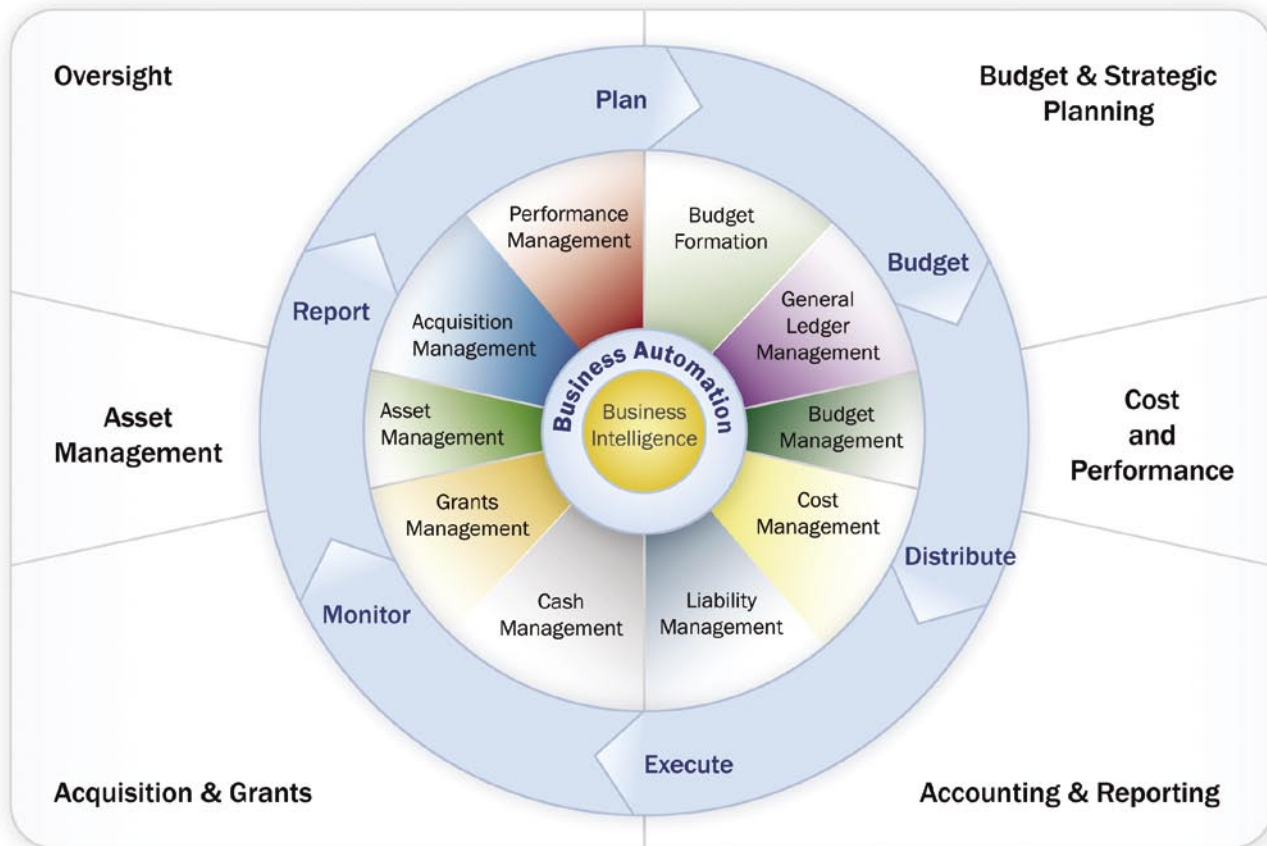 Oversight
Plan
Budget & Strategic
Planning
Performance
Management
Budget
Formation
Budget
Report
Acquisition
Management
General
Ledger
Management
Business Automation
Business
Intelligence
Asset
Management
Asset
Management
Budget
Management
Cost
and
Performance
Grants
Management
Cost
Management
Distribute
Monitor
Cash
Management
Liability
Management
Execute
Acquisition & Grants
Accounting & Reporting